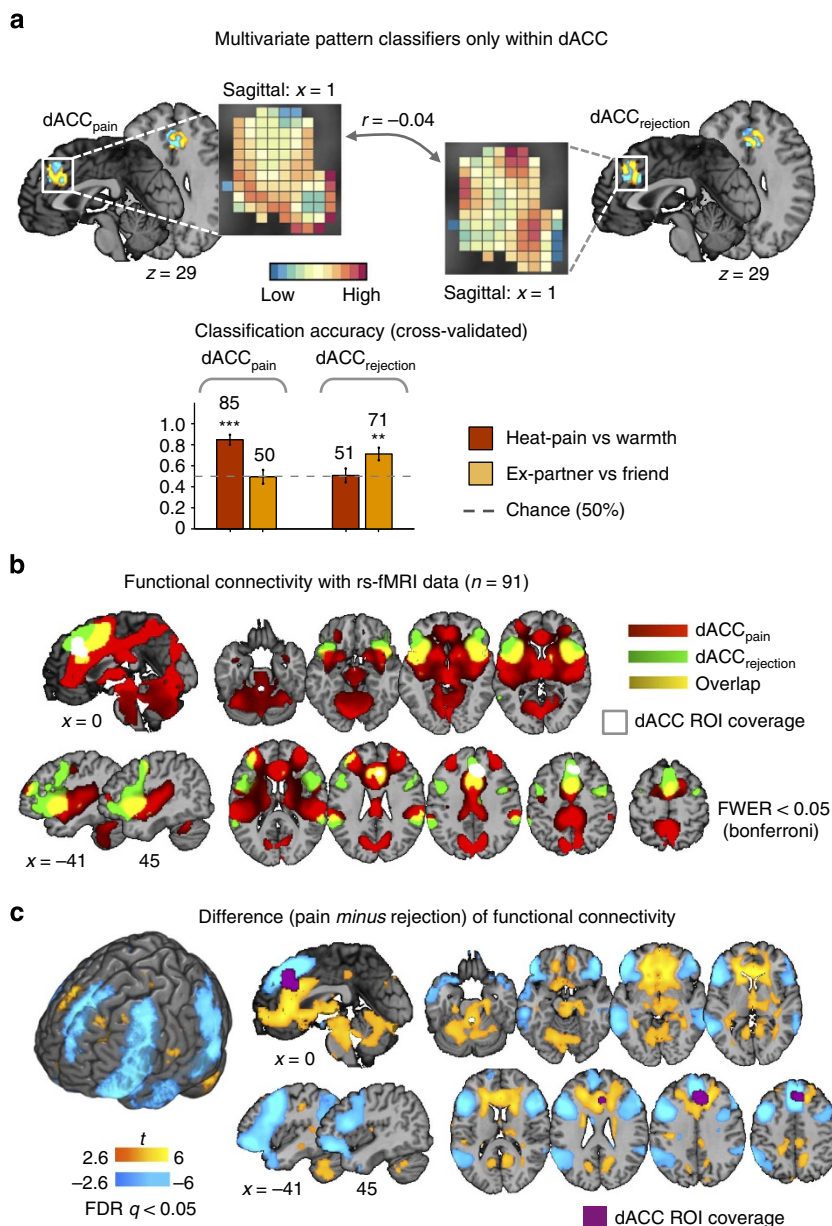 a
Multivariate pattern classifiers only within dACC
Sagittal: x = 1
dACCpain
r = −0.04
dACCrejection
z = 29
Low High
Sagittal: x = 1
z = 29
Classification accuracy (cross-validated)
dACCpain dACCrejection
85
***
50
51
71
**
1.0
0.8
0.6
0.4
0.2
0
Heat-pain vs warmth
Ex-partner vs friend
Chance (50%)
b
Functional connectivity with rs-fMRI data (n = 91)
dACCpain
dACCrejection
Overlap
dACC ROI coverage
x = 0
x = −41 45
FWER < 0.05
(bonferroni)
c
Difference (pain minus rejection) of functional connectivity
x = 0
t
2.6 6
−2.6 −6
FDR q < 0.05
x = −41 45
dACC ROI coverage